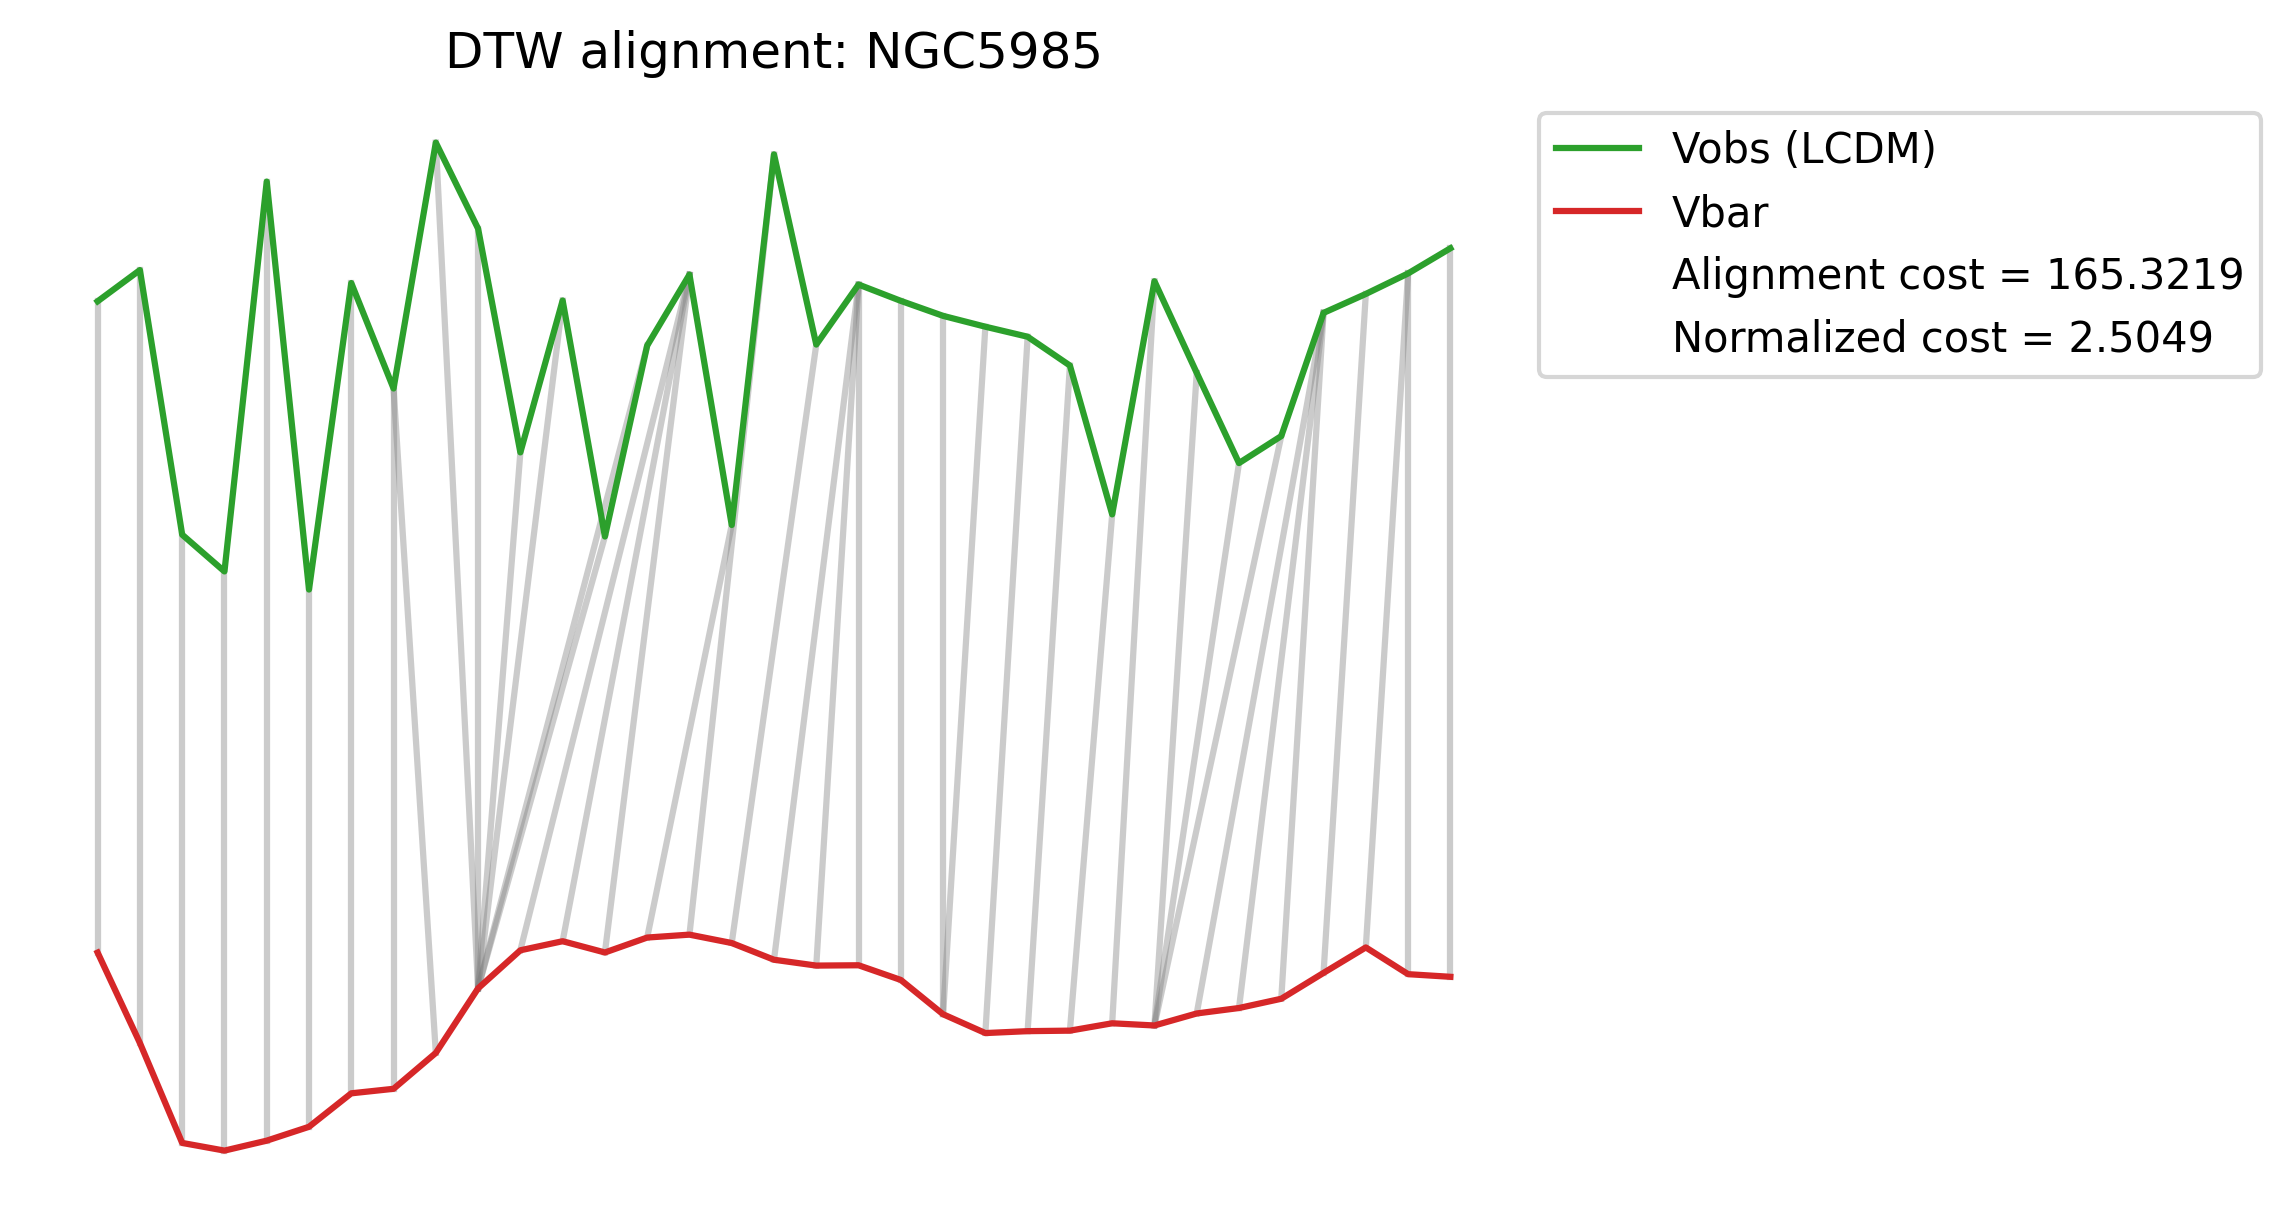 DTW alignment: NGC5985
Vobs (LCDM)
Vbar
Alignment cost = 165.3219
Normalized cost = 2.5049